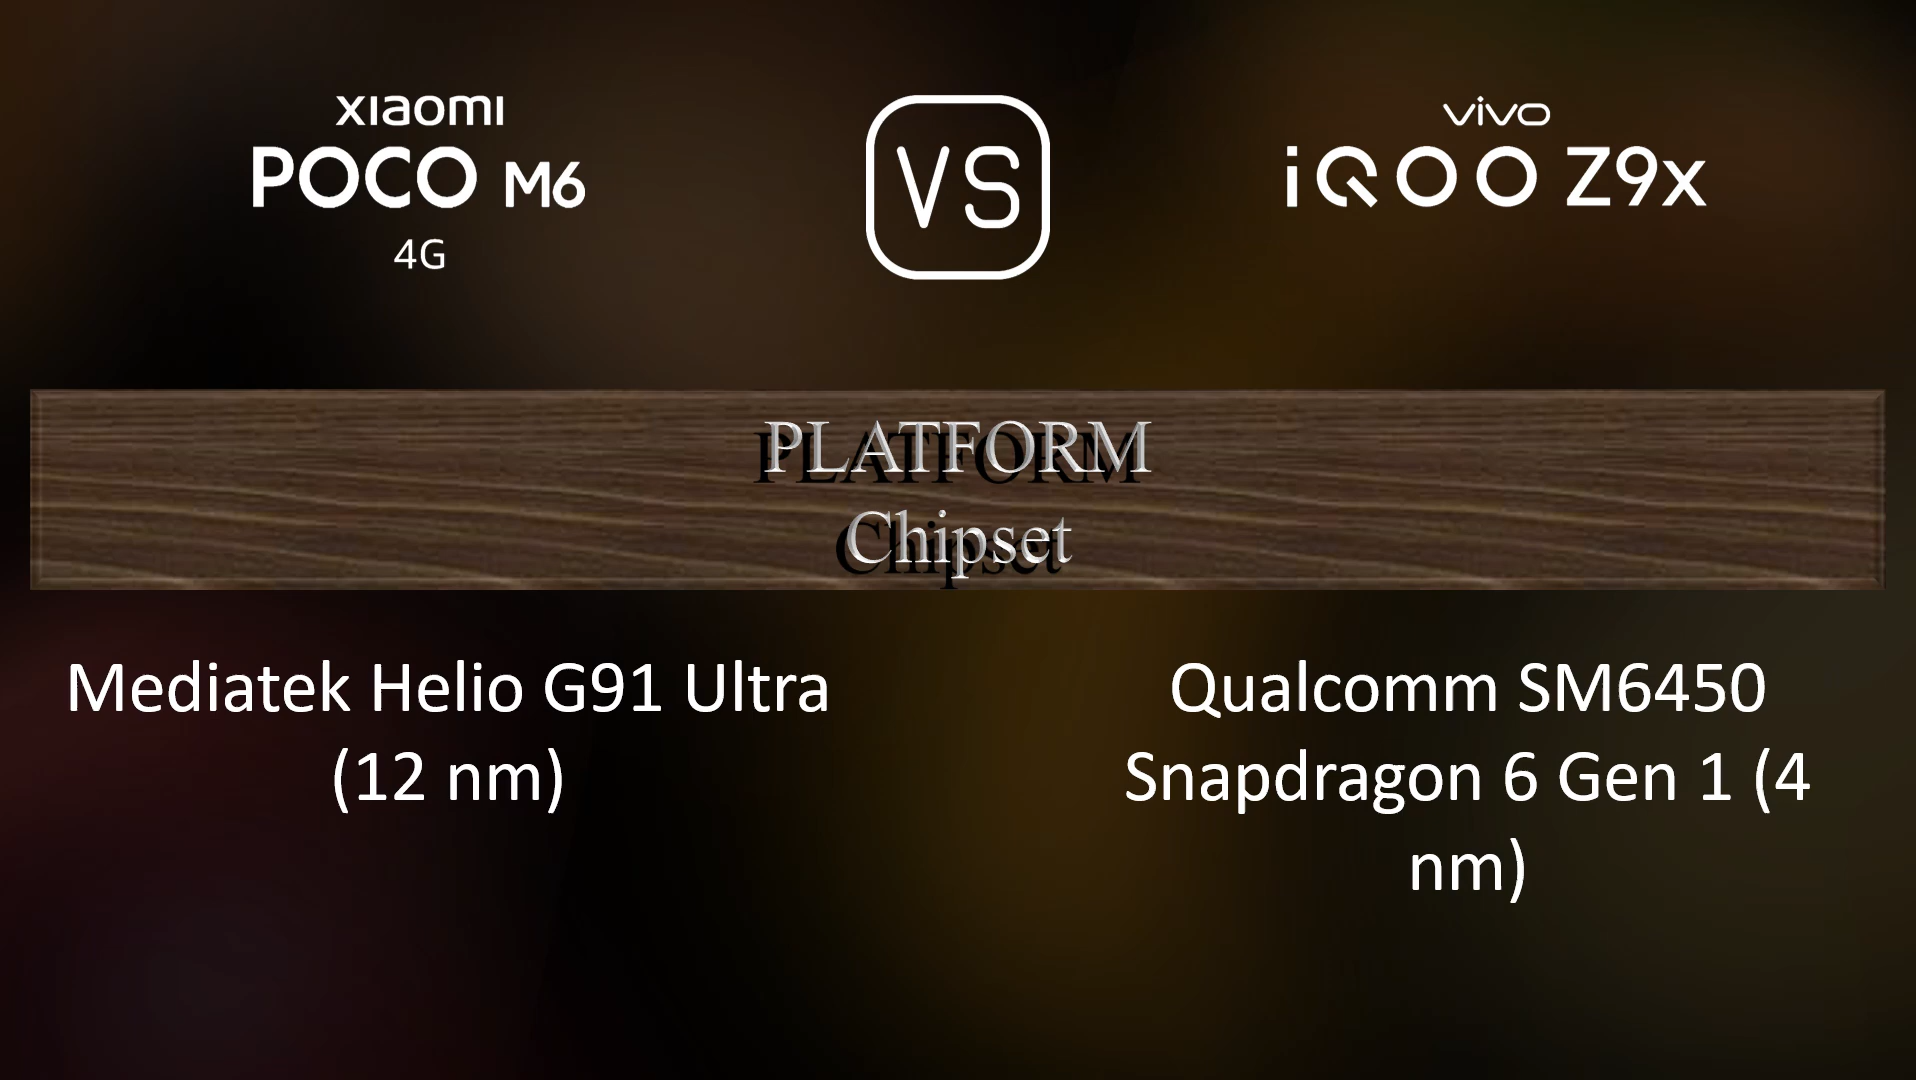 xiaomi
POCO M6
4G
VS
vivo
iQOO Z9x
PLATFORM
Chipset
Mediatek Helio G91 Ultra
(12 nm)
Qualcomm SM6450
Snapdragon 6 Gen 1 (4
nm)